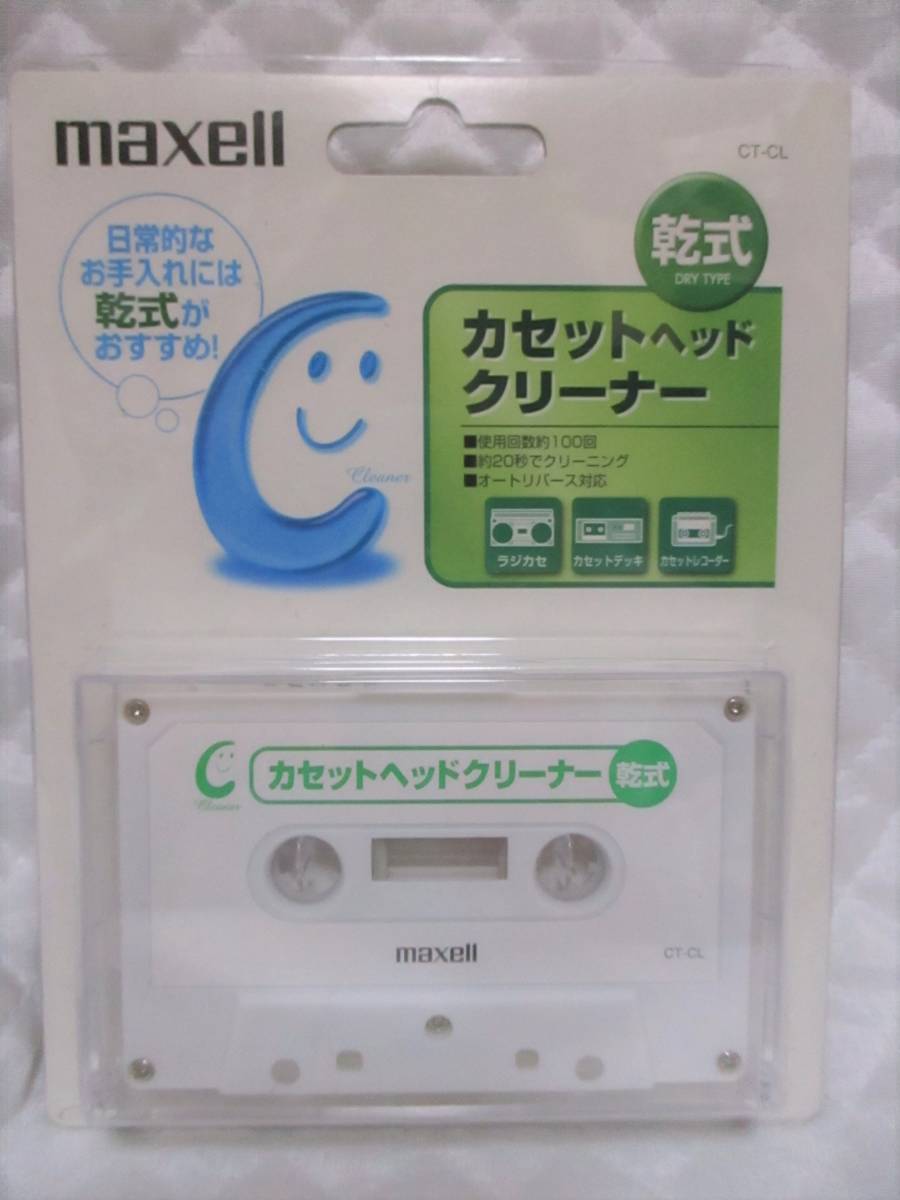 maxell
CT-CL
日常的な
お手入れには
乾式が
おすすめ!
乾式
DRY TYPE
カセットヘッド
クリーナー
Cleaner
■使用回数約100回
■約20秒でクリーニング
■オートリバース対応
ラジカセ
カセットデッキ
カセットレコーダー
Cleaner
カセットヘッドクリーナー 乾式
maxell
CT-CL